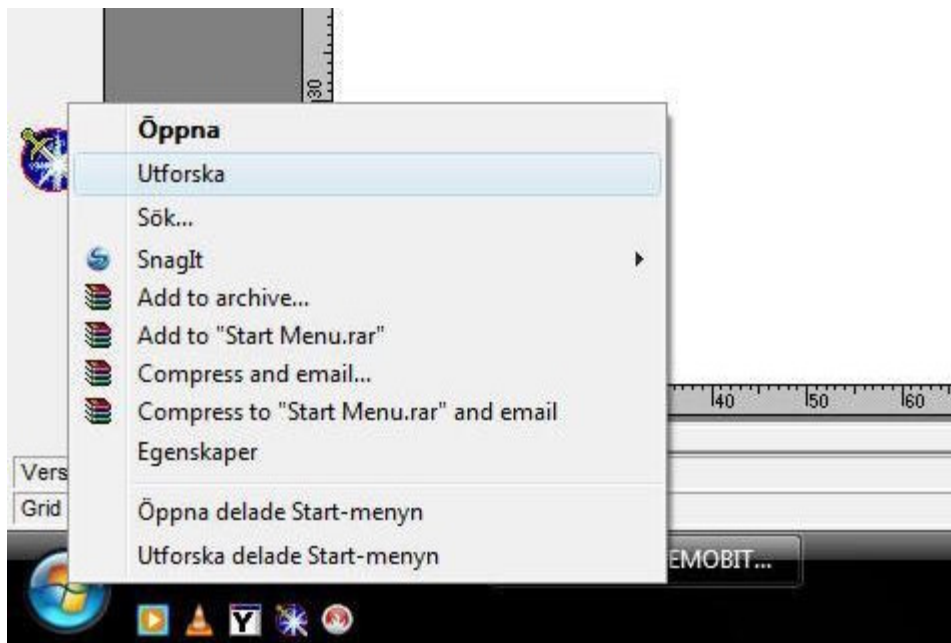 30
Öppna
Utforska
Sök...
SnagIt
Add to archive...
Add to "Start Menu.rar"
Compress and email...
Compress to "Start Menu.rar" and email
40 50 60
Egenskaper
Vers
Grid
Öppna delade Start-menyn
Utforska delade Start-menyn
EMOBIT...
Y